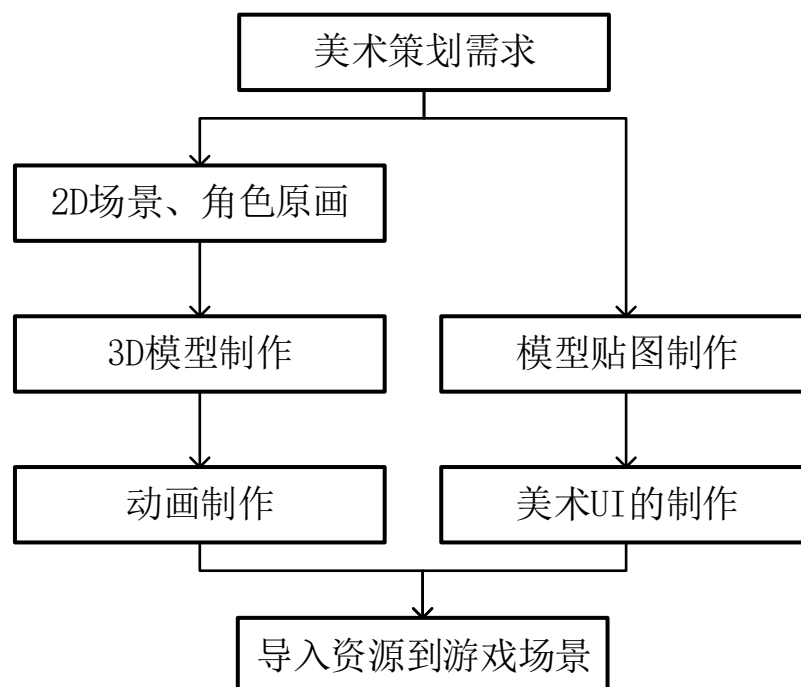 美术策划需求
2D场景、角色原画
3D模型制作
模型贴图制作
动画制作
美术UI的制作
导入资源到游戏场景